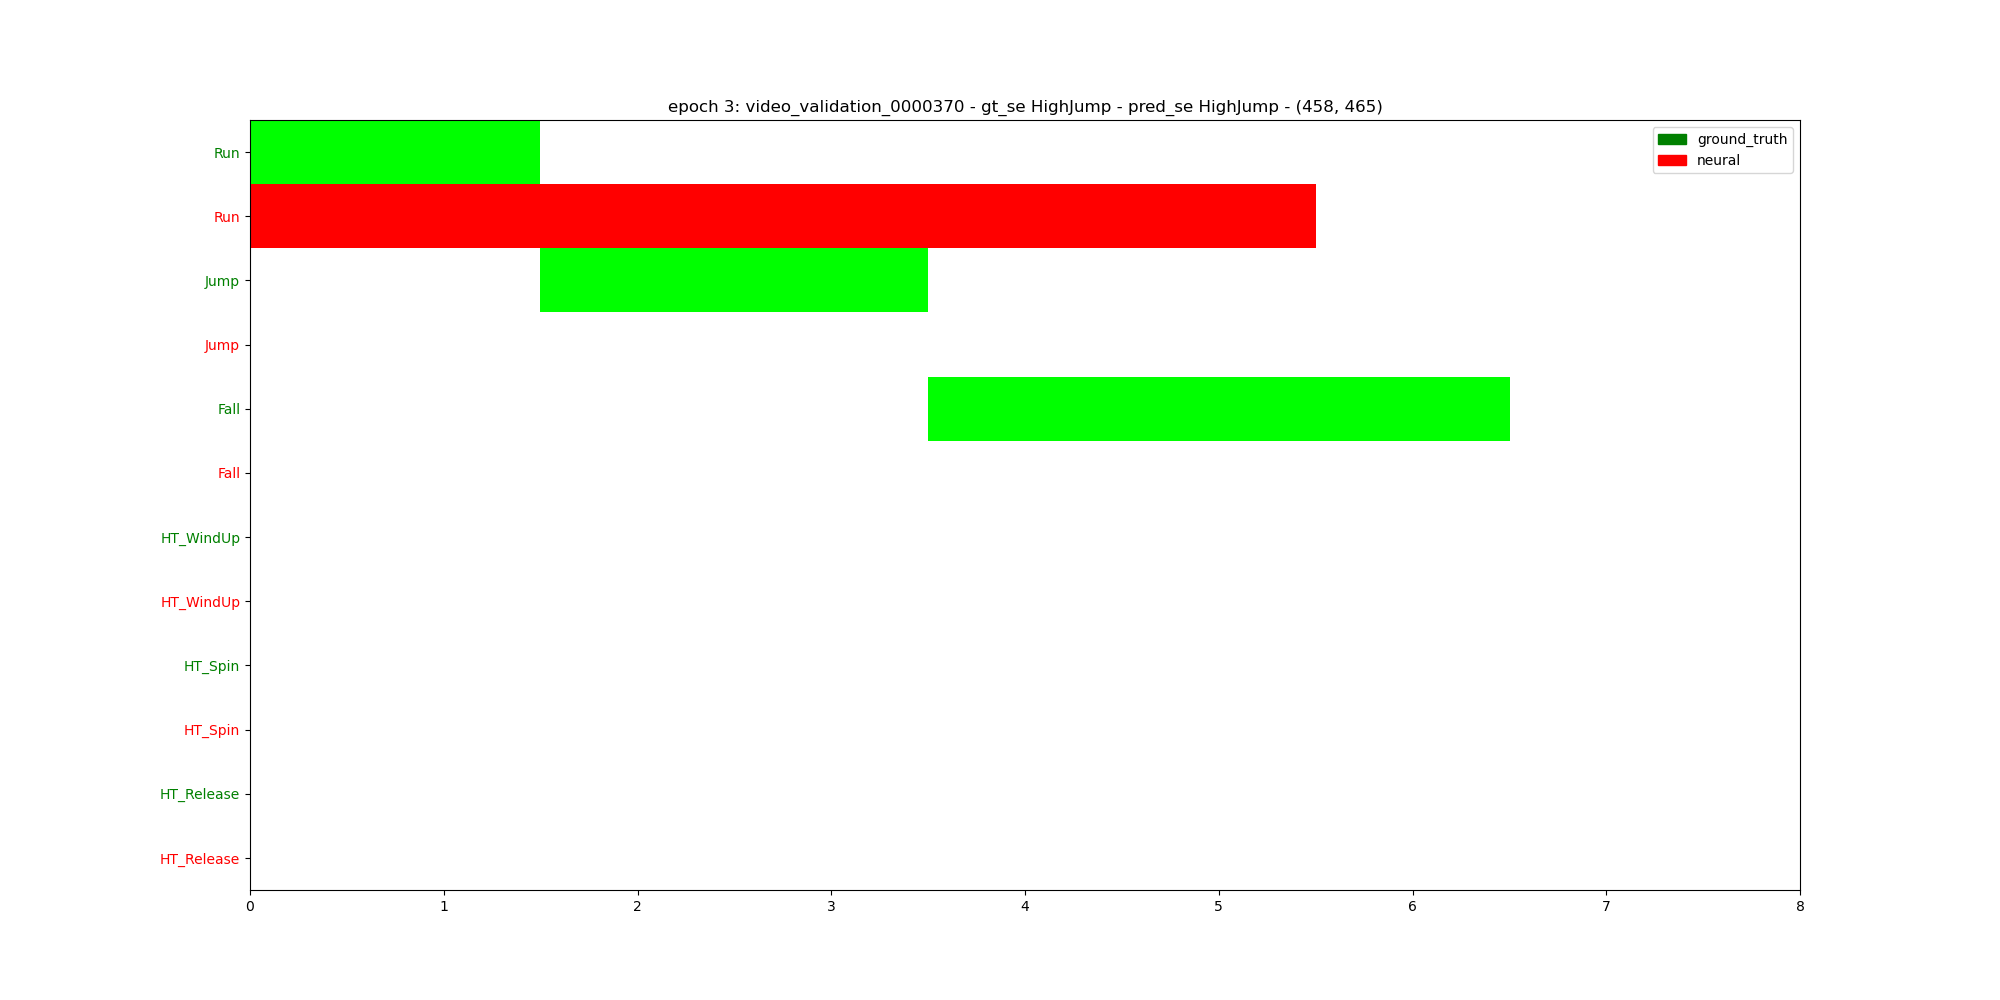 epoch 3: video_validation_0000370 - gt_se HighJump - pred_se HighJump - (458, 465)
ground_truth
neural
Run
Run
Jump
Jump
Fall
Fall
HT_WindUp
HT_WindUp
HT_Spin
HT_Spin
HT_Release
HT_Release
0 1 2 3 4 5 6 7 8